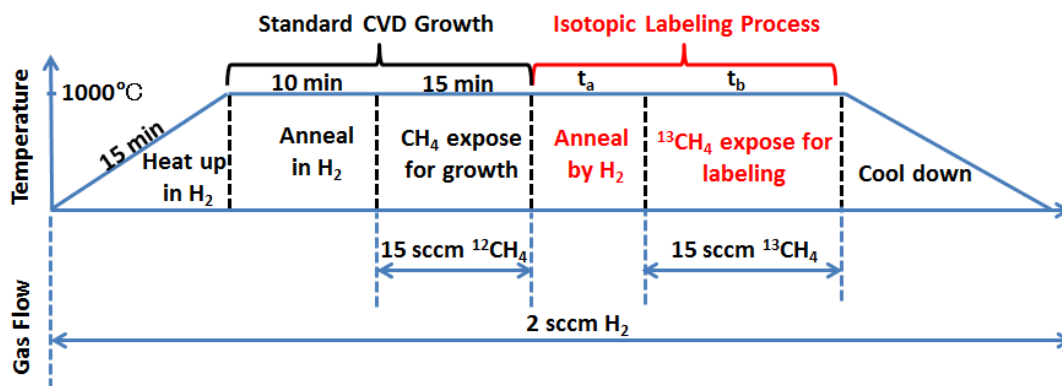 Standard CVD Growth
Isotopic Labeling Process
Temperature
1000℃
10 min
15 min
tₐ
t_b
15 min
Heat up
in H₂
Anneal
in H₂
CH₄ expose
for growth
Anneal
by H₂
¹³CH₄ expose for
labeling
Cool down
Gas Flow
15 sccm ¹²CH₄
15 sccm ¹³CH₄
2 sccm H₂